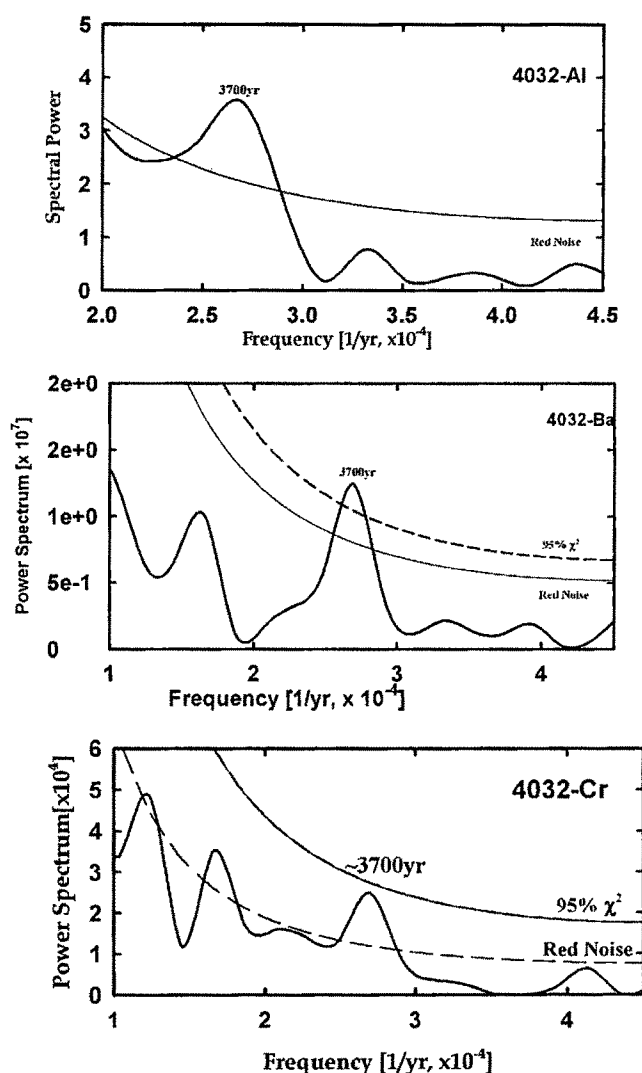 5
4032-Al
3700yr
4
3
2
1
Red Noise
0
Spectral Power
2.0 2.5 3.0 3.5 4.0 4.5
Frequency [1/yr, x10-4]
2e+0
4032-Ba
2e+0
3700yr
1e+0
95% χ2
5e-1
Red Noise
0
Power Spectrum [x 107]
1 2 3 4
Frequency [1/yr, x 10-4]
6
4032-Cr
5
4
~3700yr
3
95% χ2
2
Red Noise
1
0
Power Spectrum[x104]
1 2 3 4
Frequency [1/yr, x10-4]